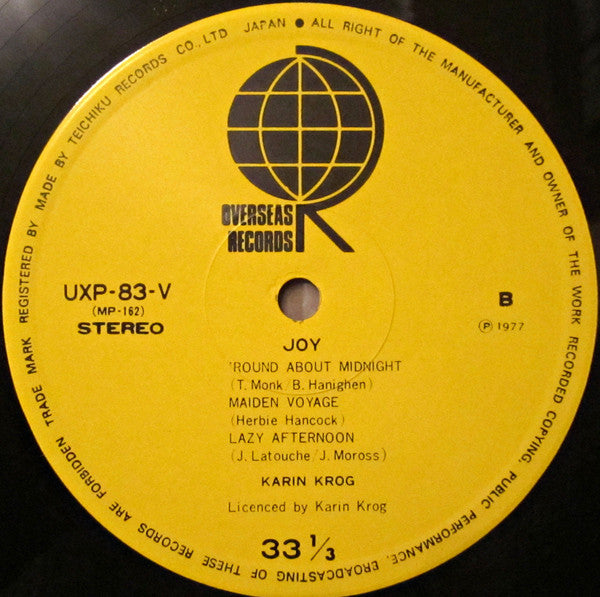 TRADE MARK REGISTERED BY MADE BY TEICHIKU RECORDS CO., LTD JAPAN ● ALL RIGHT OF THE MANUFACTURER AND OWNER OF THE WORK RECORDED COPYING, PUBLIC PERFORMANCE, BROADCASTING OF THESE RECORDS ARE FORBIDDEN
OVERSEAS
RECORDS
UXP-83-V
(MP-162)
STEREO
B
Ⓟ 1977
JOY
'ROUND ABOUT MIDNIGHT
(T. Monk/B. Hanighen)
MAIDEN VOYAGE
(Herbie Hancock)
LAZY AFTERNOON
(J. Latouche/J. Moross)
KARIN KROG
Licenced by Karin Krog
33 1/3